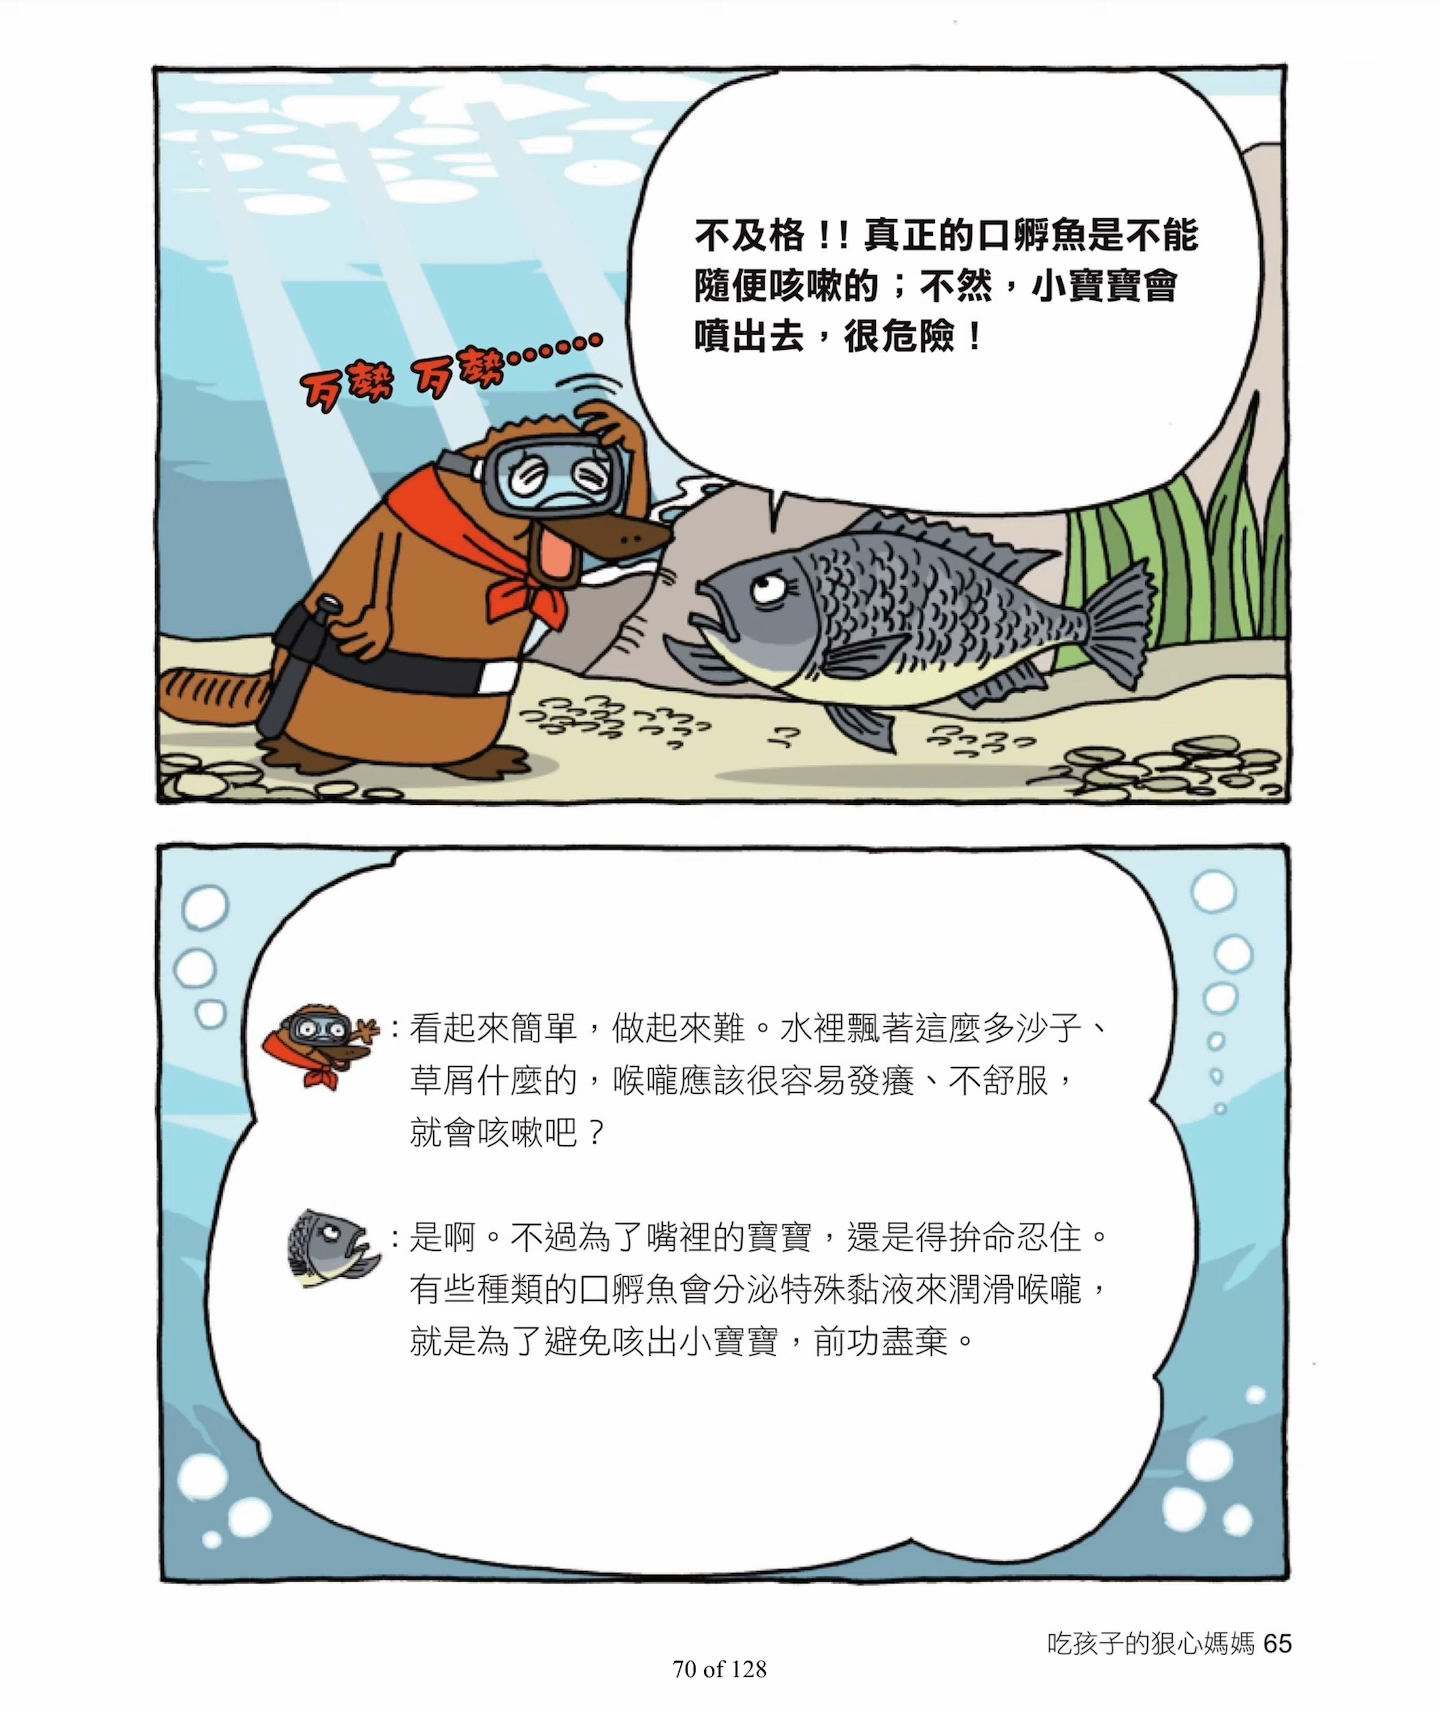 不及格!!真正的口孵魚是不能
隨便咳嗽的;不然,小寶寶會
噴出去,很危險!
歹勢 歹勢……
:看起來簡單,做起來難。水裡飄著這麼多沙子、
草屑什麼的,喉嚨應該很容易發癢、不舒服,
就會咳嗽吧?
:是啊。不過為了嘴裡的寶寶,還是得拚命忍住。
有些種類的口孵魚會分泌特殊黏液來潤滑喉嚨,
就是為了避免咳出小寶寶,前功盡棄。
吃孩子的狠心媽媽 65
70 of 128